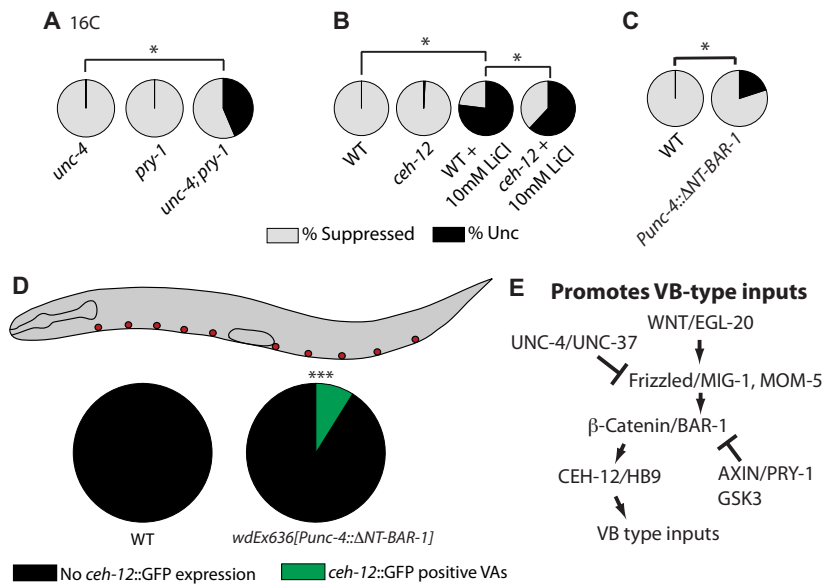 A 16C
*
unc-4
pry-1
unc-4; pry-1
B
*
*
WT
ceh-12
WT +
10mM LiCl
ceh-12 +
10mM LiCl
C
*
WT
Punc-4::ΔNT-BAR-1
% Suppressed
% Unc
D
***
WT
wdEx636[Punc-4::ΔNT-BAR-1]
No ceh-12::GFP expression
ceh-12::GFP positive VAs
E Promotes VB-type inputs
WNT/EGL-20
UNC-4/UNC-37
Frizzled/MIG-1, MOM-5
β-Catenin/BAR-1
CEH-12/HB9
AXIN/PRY-1
GSK3
VB type inputs